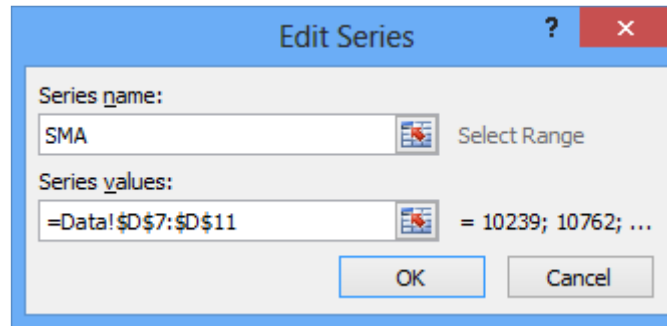 Edit Series ? ×
Series name:
SMA Select Range
Series values:
=Data!$D$7:$D$11 = 10239; 10762; ...
OK Cancel